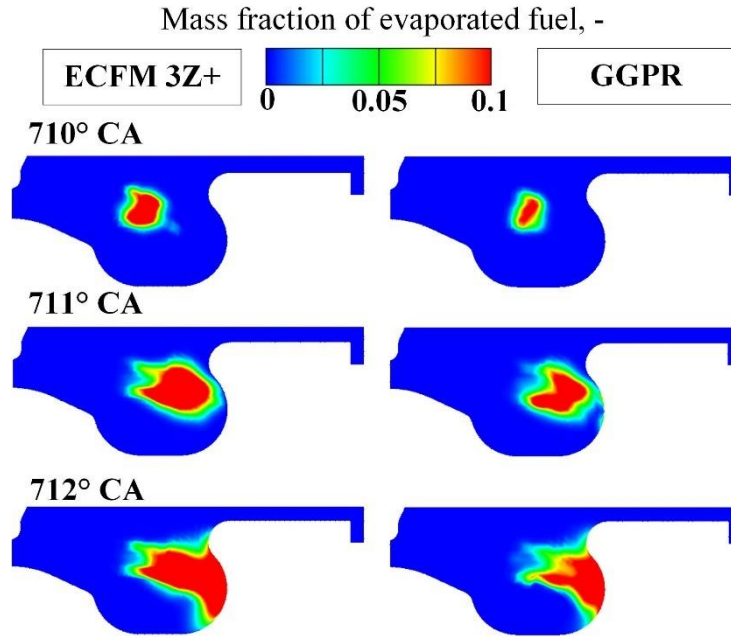 Mass fraction of evaporated fuel, -
ECFM 3Z+
0 0.05 0.1
GGPR
710° CA
711° CA
712° CA